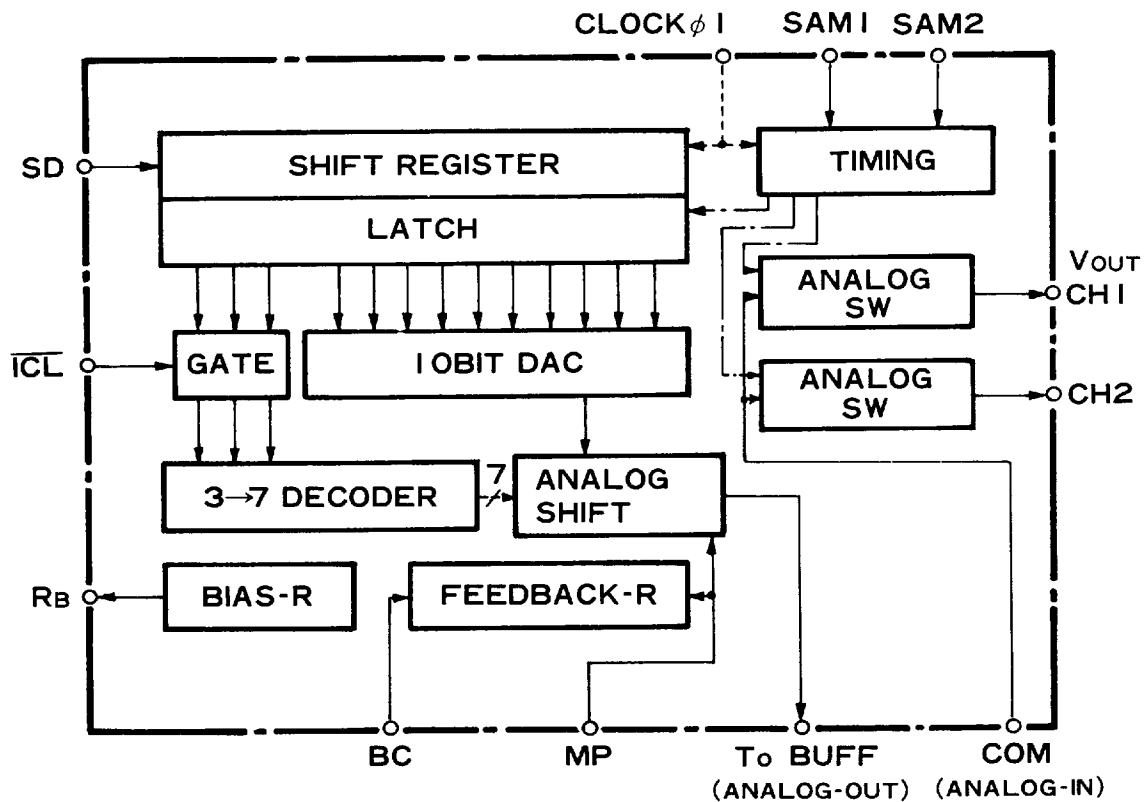 CLOCKφ1 SAM1 SAM2
SD
SHIFT REGISTER
TIMING
LATCH
ANALOG
SW
VOUT
CH1
ICL
GATE
10BIT DAC
ANALOG
SW
CH2
3→7 DECODER
7
ANALOG
SHIFT
RB
BIAS-R
FEEDBACK-R
BC
MP
To BUFF
(ANALOG-OUT)
COM
(ANALOG-IN)